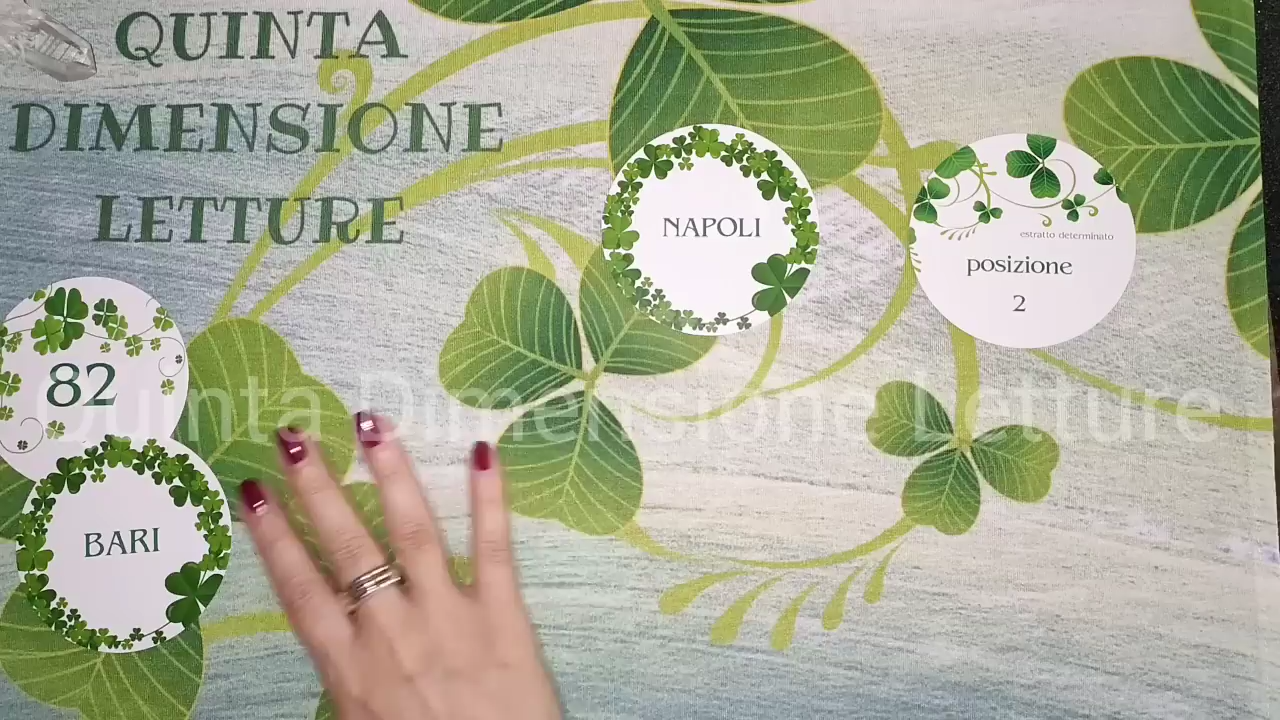 QUINTA
DIMENSIONE
LETTURE
NAPOLI
estratto determinato
posizione
2
82
Quinta Dimensione Letture
BARI